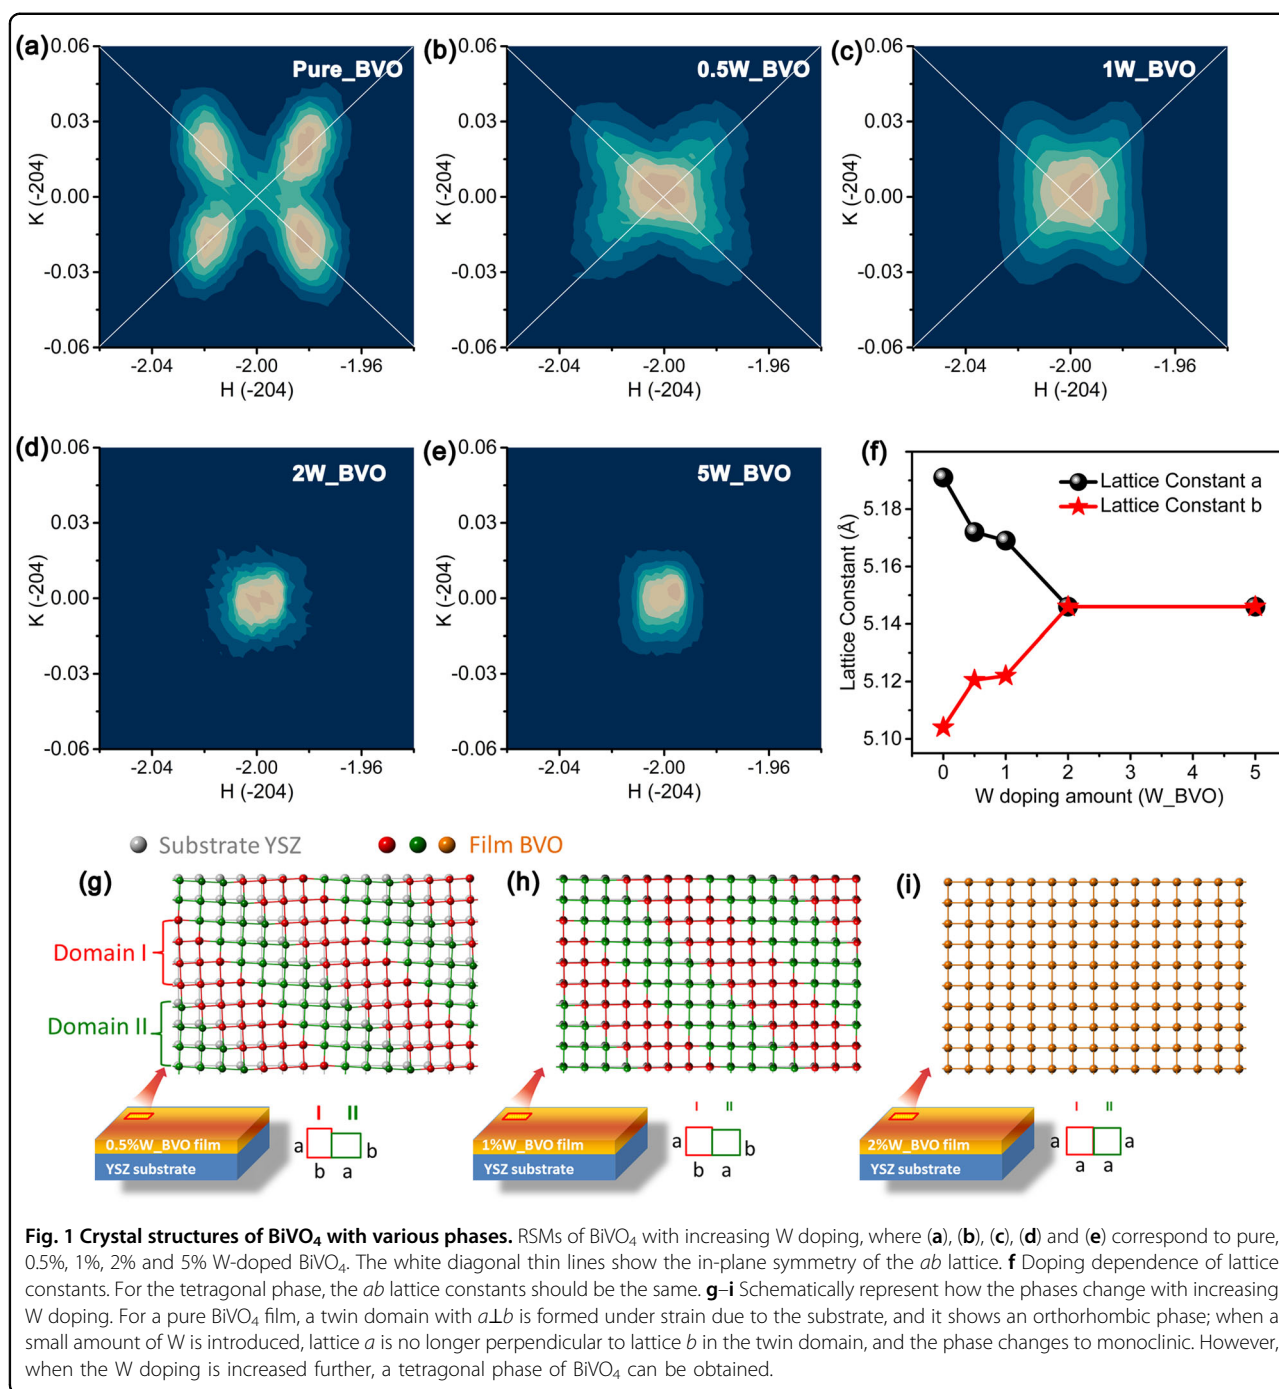 (a)
Pure_BVO
K (-204)
0.06
0.03
0.00
-0.03
-0.06
-2.04
-2.00
-1.96
H (-204)
(b)
0.5W_BVO
K (-204)
0.06
0.03
0.00
-0.03
-0.06
-2.04
-2.00
-1.96
H (-204)
(c)
1W_BVO
K (-204)
0.06
0.03
0.00
-0.03
-0.06
-2.04
-2.00
-1.96
H (-204)
(d)
2W_BVO
K (-204)
0.06
0.03
0.00
-0.03
-0.06
-2.04
-2.00
-1.96
H (-204)
(e)
5W_BVO
K (-204)
0.06
0.03
0.00
-0.03
-0.06
-2.04
-2.00
-1.96
H (-204)
(f)
Lattice Constant a
Lattice Constant b
Lattice Constant (Å)
5.18
5.16
5.14
5.12
5.10
0
1
2
3
4
5
W doping amount (W_BVO)
Substrate YSZ
Film BVO
(g)
Domain I
Domain II
0.5%W_BVO film
YSZ substrate
I
II
a
b
b
a
(h)
1%W_BVO film
YSZ substrate
I
II
a
b
b
a
(i)
2%W_BVO film
YSZ substrate
I
II
a
a
a
a
Fig. 1 Crystal structures of BiVO₄ with various phases. RSMs of BiVO₄ with increasing W doping, where (a), (b), (c), (d) and (e) correspond to pure,
0.5%, 1%, 2% and 5% W-doped BiVO₄. The white diagonal thin lines show the in-plane symmetry of the ab lattice. f Doping dependence of lattice
constants. For the tetragonal phase, the ab lattice constants should be the same. g–i Schematically represent how the phases change with increasing
W doping. For a pure BiVO₄ film, a twin domain with a⊥b is formed under strain due to the substrate, and it shows an orthorhombic phase; when a
small amount of W is introduced, lattice a is no longer perpendicular to lattice b in the twin domain, and the phase changes to monoclinic. However,
when the W doping is increased further, a tetragonal phase of BiVO₄ can be obtained.